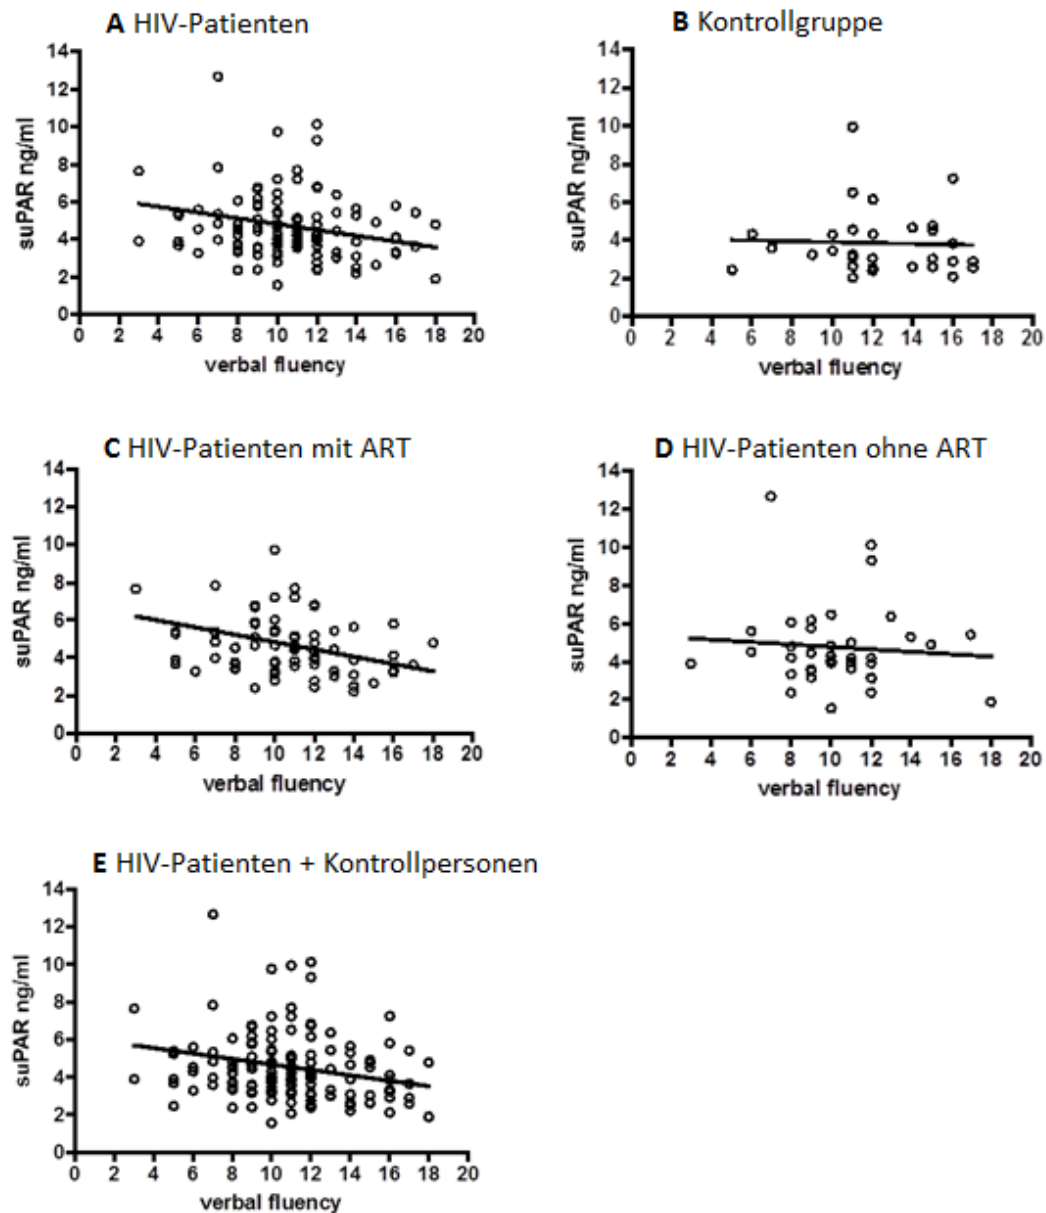 A HIV-Patienten
14
12
10
8
6
4
2
0
suPAR ng/ml
0 2 4 6 8 10 12 14 16 18 20
verbal fluency
B Kontrollgruppe
14
12
10
8
6
4
2
0
suPAR ng/ml
0 2 4 6 8 10 12 14 16 18 20
verbal fluency
C HIV-Patienten mit ART
14
12
10
8
6
4
2
0
suPAR ng/ml
0 2 4 6 8 10 12 14 16 18 20
verbal fluency
D HIV-Patienten ohne ART
14
12
10
8
6
4
2
0
suPAR ng/ml
0 2 4 6 8 10 12 14 16 18 20
verbal fluency
E HIV-Patienten + Kontrollpersonen
14
12
10
8
6
4
2
0
suPAR ng/ml
0 2 4 6 8 10 12 14 16 18 20
verbal fluency